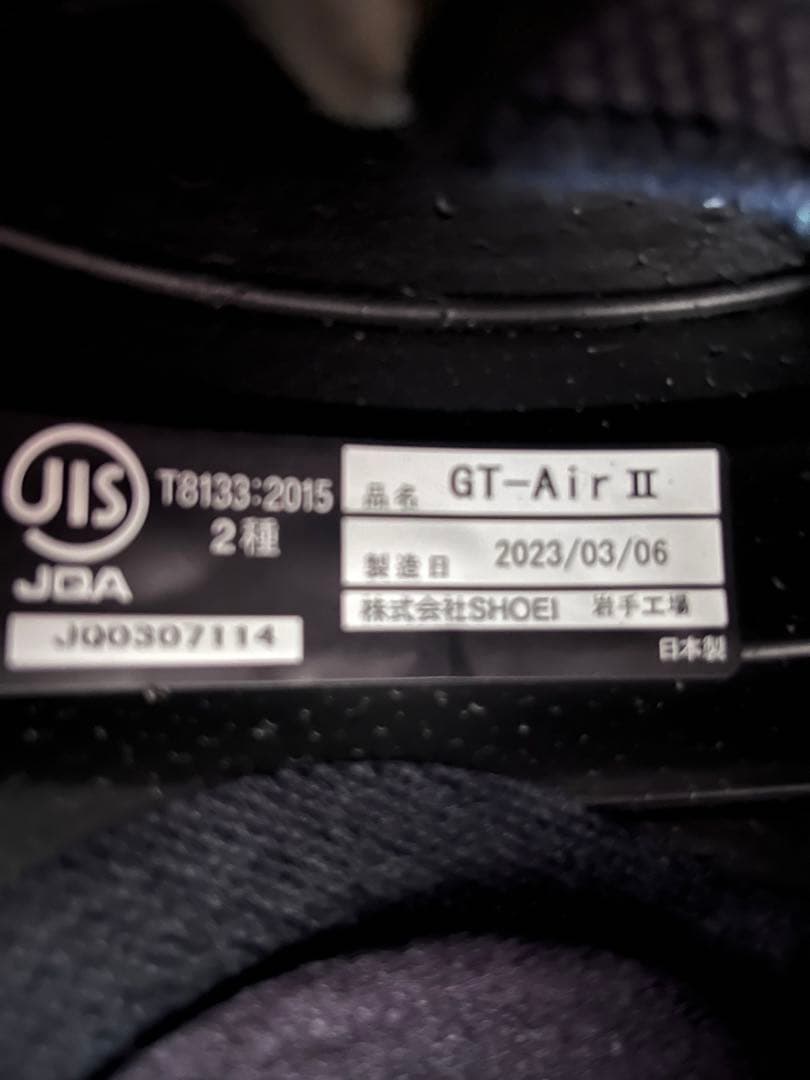 JIS
T8133:2015
2種
JQA
JQ0307114
品名 GT-Air Ⅱ
製造日 2023/03/06
株式会社SHOEI 岩手工場
日本製